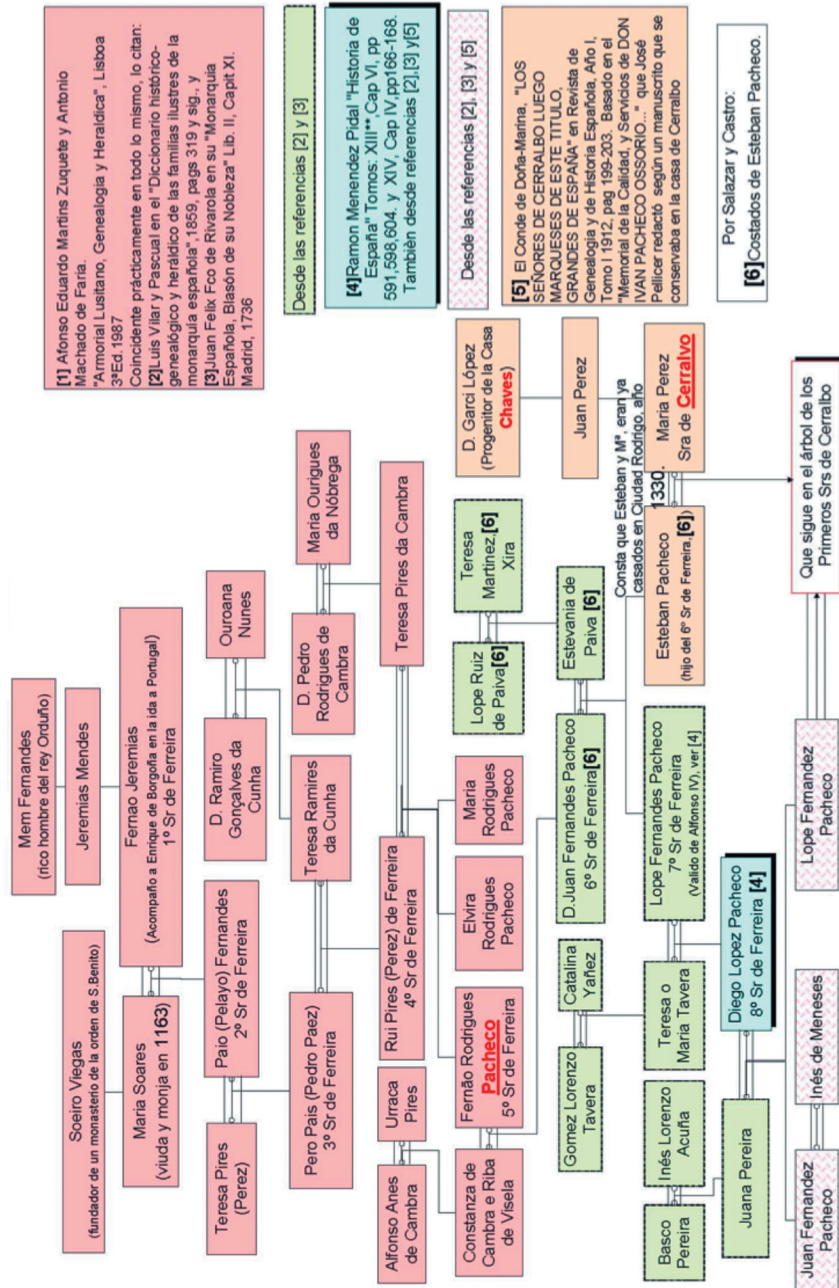 Mem Fernandes
(rico hombre del rey Orduño)
Jeremias Mendes
Soeiro Viegas
(fundador de un monasterio de la orden de S.Benito)
Fernao Jeremias
(Acompaño a Enrique de Borgoña en la ida a Portugal)
1º Sr de Ferreira
Maria Soares
(viuda y monja en 1163)
Ouroana
Nunes
D. Ramiro
Gonçalves da
Cunha
Paio (Pelayo) Fernandes
2º Sr de Ferreira
Teresa Pires
(Perez)
Maria Ourigues
da Nóbrega
D. Pedro
Rodrigues de
Cambra
Teresa Ramires
da Cunha
Pero Pais (Pedro Paez)
3º Sr de Ferreira
Teresa Pires da Cambra
Rui Pires (Perez) de Ferreira
4º Sr de Ferreira
Urraca
Pires
Alfonso Anes
de Cambra
Maria
Rodrigues
Pacheco
Elvira
Rodrigues
Pacheco
Fernão Rodrigues
Pacheco
5º Sr de Ferreira
Constanza de
Cambra e Riba
de Visela
Teresa
Martinez,[6]
Xira
Lope Ruiz
de Paiva[6]
Estevania de
Paiva [6]
D.Juan Fernandes Pacheco
6º Sr de Ferreira[6]
Catalina
Yañez
Gomez Lorenzo
Tavera
D. Garci López
(Progenitor de la Casa
Chaves)
Juan Perez
Consta que Esteban y Mª, eran ya
casados en Ciudad Rodrigo, año
1330.
Maria Perez
Sra de Cerralvo
Esteban Pacheco
(hijo del 6º Sr de Ferreira,[6])
Lope Fernandes Pacheco
7º Sr de Ferreira
(Valido de Alfonso IV), ver [4]
Teresa o
Maria Tavera
Inés Lorenzo
Acuña
Basco
Pereira
Diego Lopez Pacheco
8º Sr de Ferreira [4]
Juana Pereira
Que sigue en el árbol de los
Primeros Srs de Cerralbo
Lope Fernandez
Pacheco
Inés de Meneses
Juan Fernandez
Pacheco
[1] Afonso Eduardo Martins Zuquete y Antonio
Machado de Faria.
"Armorial Lusitano, Genealogia y Heraldica", Lisboa
3ªEd.1987
Coincidente prácticamente en todo lo mismo, lo citan:
[2]Luis Vilar y Pascual en el "Diccionario histórico-
genealógico y heráldico de las familias ilustres de la
monarquía española",1859, pags 319 y sig., y
[3]Juan Felix Fco de Rivarola en su "Monarquia
Española, Blasón de su Nobleza" Lib. II, Capit XI.
Madrid, 1736
Desde las referencias [2] y [3]
[4]Ramon Menendez Pidal "Historia de
España" Tomos: XIII**,Cap VI, pp
591,598,604. y XIV, Cap IV,pp166-168.
También desde referencias [2],[3] y[5]
Desde las referencias [2], [3] y [5]
[5] El Conde de Doña-Marina, "LOS
SEÑORES DE CERRALBO LUEGO
MARQUESES DE ESTE TITULO,
GRANDES DE ESPAÑA" en Revista de
Genealogia y de Historia Española, Año I,
Tomo I 1912, pag 199-203. Basado en el
"Memorial de la Calidad, y Servicios de DON
IVAN PACHECO OSSORIO..." que José
Pellicer redactó según un manuscrito que se
conservaba en la casa de Cerralbo
Por Salazar y Castro:
[6]Costados de Esteban Pacheco.